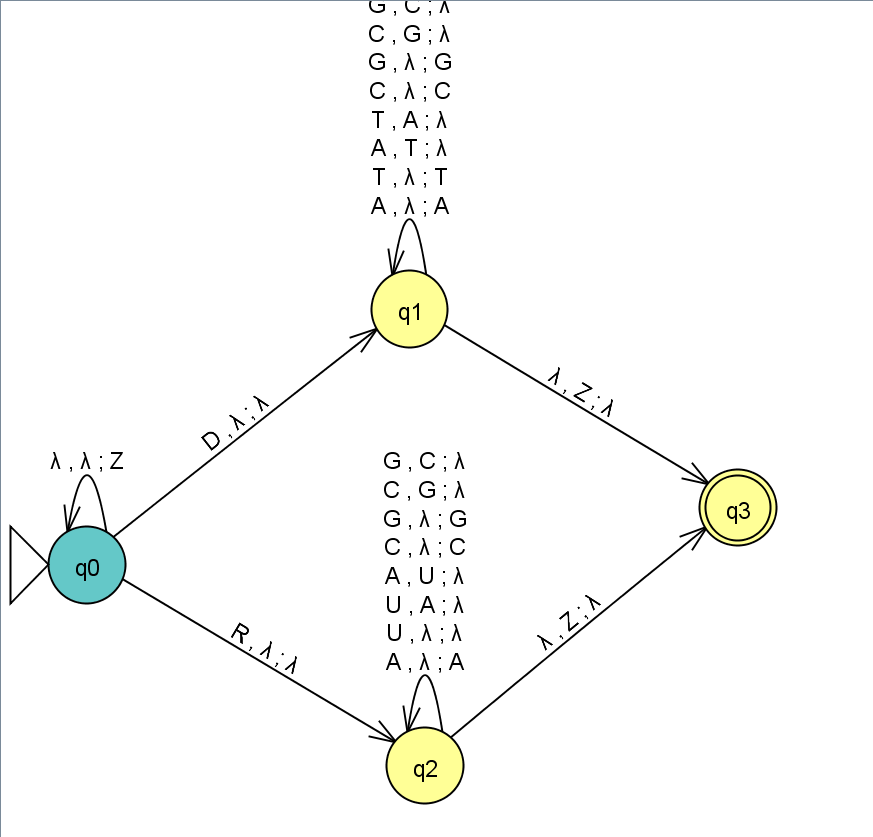 G , C ; λ
C , G ; λ
G , λ ; G
C , λ ; C
T , A ; λ
A , T ; λ
T , λ ; T
A , λ ; A
q1
D , λ ; λ
λ , Z ; λ
λ , λ ; Z
q0
q3
G , C ; λ
C , G ; λ
G , λ ; G
C , λ ; C
A , U ; λ
U , A ; λ
U , λ ; λ
A , λ ; A
R , λ ; λ
λ , Z ; λ
q2